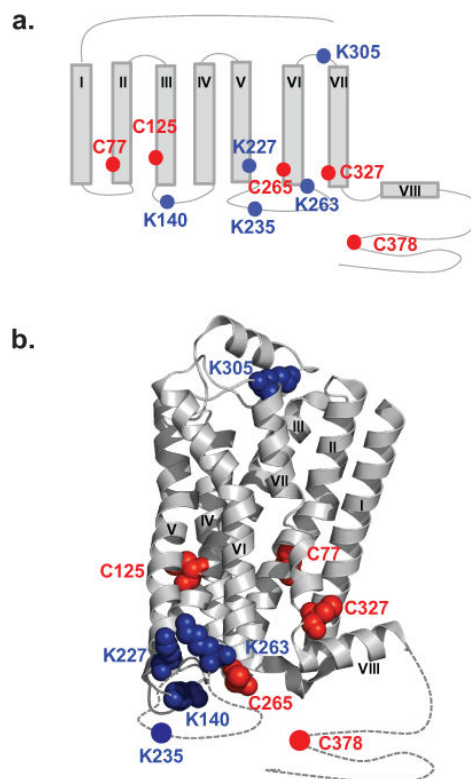 a.
K305
I II III IV V VI VII
C125
C77
K227
C327
C265
K263
VIII
K140
K235
C378
b.
K305
III
II
VII
I
IV
V
VI
C77
C125
C327
K227
K263
VIII
C265
K140
K235
C378